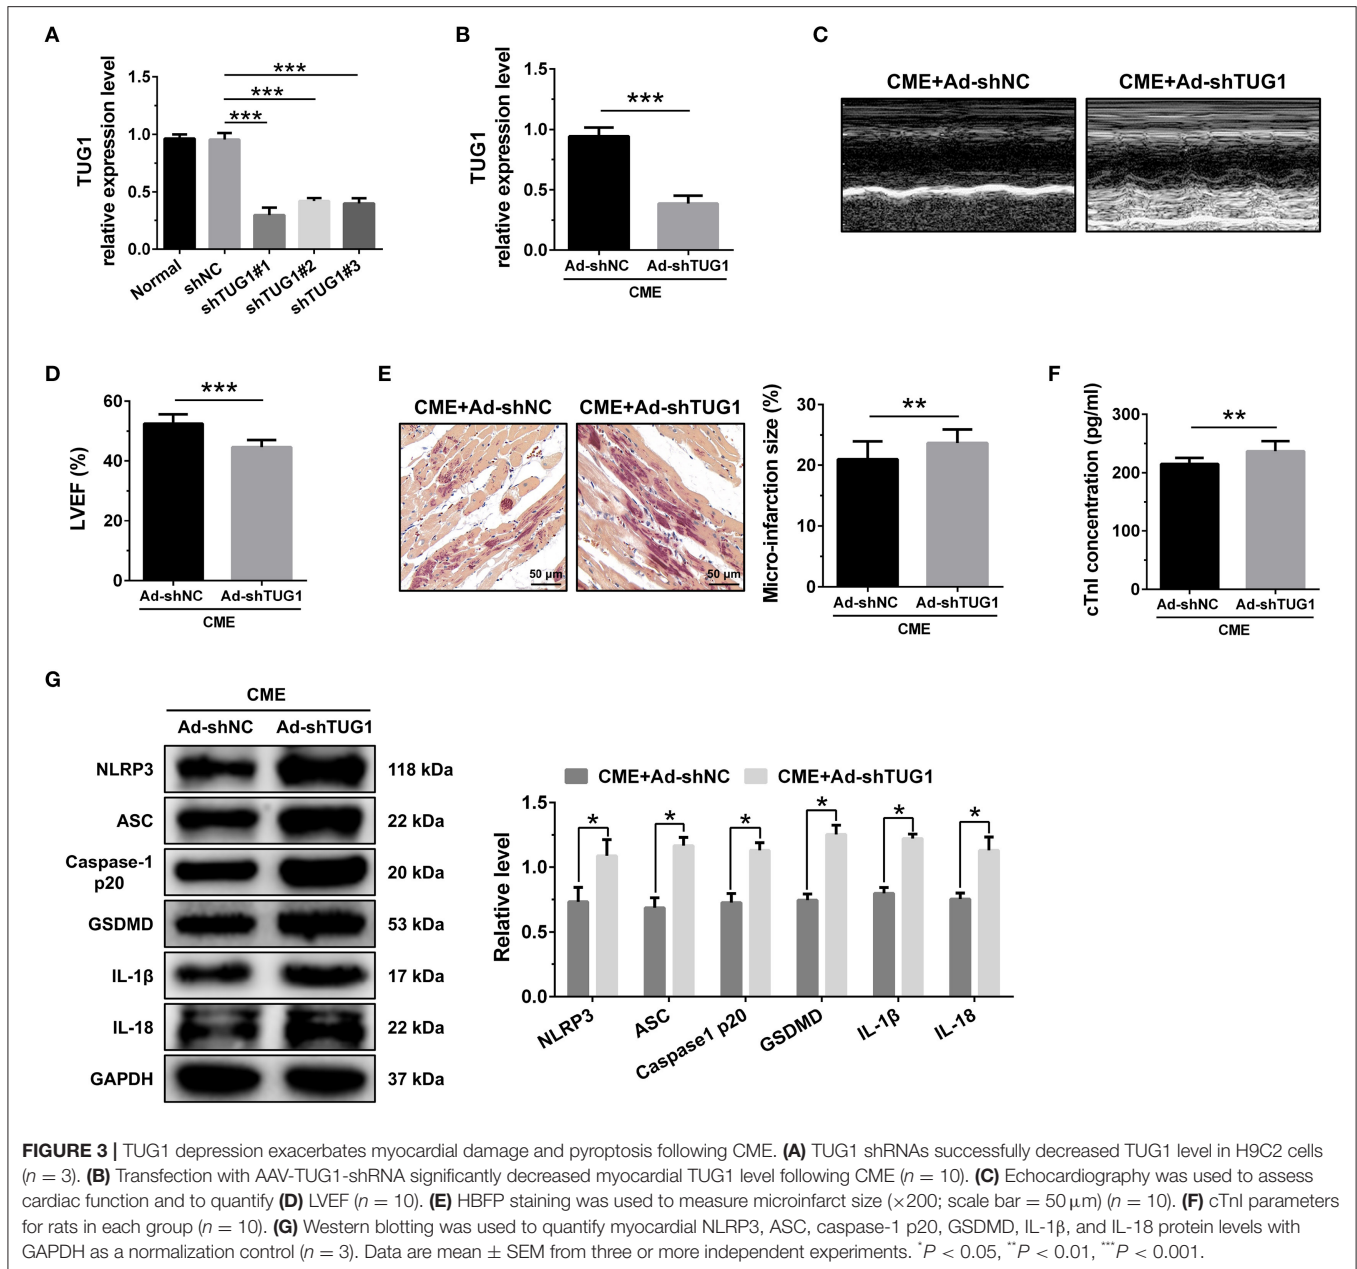 A
TUG1
relative expression level
1.5
1.0
0.5
0.0
***
***
***
Normal
shNC
shTUG1#1
shTUG1#2
shTUG1#3
B
TUG1
relative expression level
1.5
1.0
0.5
0.0
***
Ad-shNC Ad-shTUG1
CME
C
CME+Ad-shNC CME+Ad-shTUG1
D
LVEF (%)
60
40
20
0
***
Ad-shNC Ad-shTUG1
CME
E
CME+Ad-shNC CME+Ad-shTUG1
50 µm 50 µm
Micro-infarction size (%)
30
20
10
0
**
Ad-shNC Ad-shTUG1
CME
F
cTnI concentration (pg/ml)
300
200
100
0
**
Ad-shNC Ad-shTUG1
CME
G
CME
Ad-shNC Ad-shTUG1
NLRP3 118 kDa
ASC 22 kDa
Caspase-1
p20 20 kDa
GSDMD 53 kDa
IL-1β 17 kDa
IL-18 22 kDa
GAPDH 37 kDa
CME+Ad-shNC CME+Ad-shTUG1
Relative level
1.5
1.0
0.5
0.0
* * * * * *
NLRP3
ASC
Caspase1 p20
GSDMD
IL-1β
IL-18
FIGURE 3 | TUG1 depression exacerbates myocardial damage and pyroptosis following CME. (A) TUG1 shRNAs successfully decreased TUG1 level in H9C2 cells
(n = 3). (B) Transfection with AAV-TUG1-shRNA significantly decreased myocardial TUG1 level following CME (n = 10). (C) Echocardiography was used to assess
cardiac function and to quantify (D) LVEF (n = 10). (E) HBFP staining was used to measure microinfarct size (×200; scale bar = 50 µm) (n = 10). (F) cTnI parameters
for rats in each group (n = 10). (G) Western blotting was used to quantify myocardial NLRP3, ASC, caspase-1 p20, GSDMD, IL-1β, and IL-18 protein levels with
GAPDH as a normalization control (n = 3). Data are mean ± SEM from three or more independent experiments. *P < 0.05, **P < 0.01, ***P < 0.001.